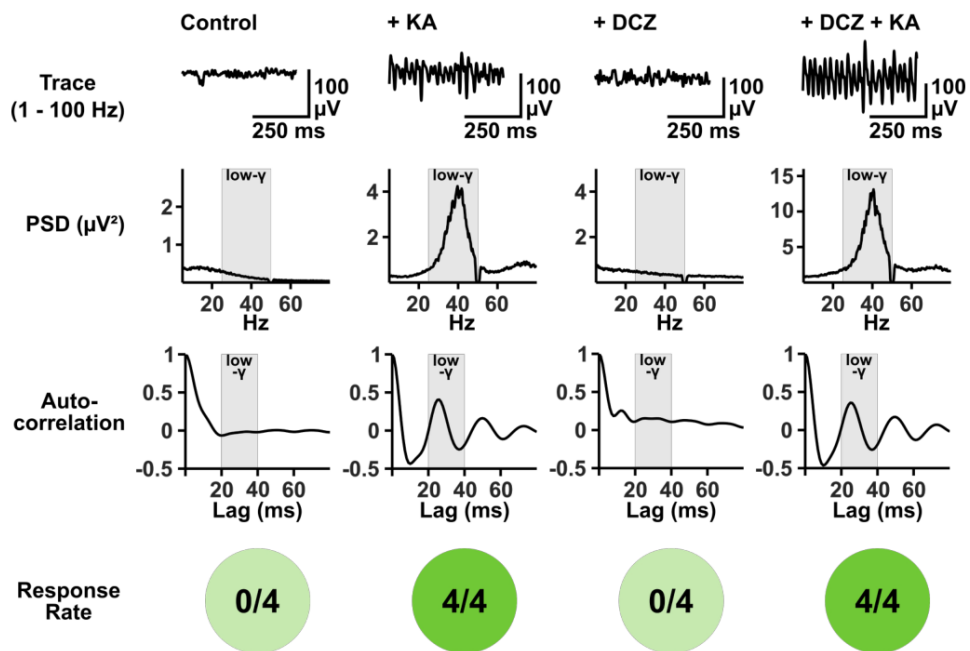 Control + KA + DCZ + DCZ + KA
Trace
(1 - 100 Hz)
100
µV
250 ms
100
µV
250 ms
100
µV
250 ms
100
µV
250 ms
PSD (µV²)
low-γ
2
1
20 40 60
Hz
low-γ
4
2
20 40 60
Hz
low-γ
4
2
20 40 60
Hz
low-γ
15
10
5
20 40 60
Hz
Auto-
correlation
low
-γ
1
0.5
0
-0.5
20 40 60
Lag (ms)
low
-γ
1
0.5
0
-0.5
20 40 60
Lag (ms)
low
-γ
1
0.5
0
-0.5
20 40 60
Lag (ms)
low
-γ
1
0.5
0
-0.5
20 40 60
Lag (ms)
Response
Rate
0/4 4/4 0/4 4/4